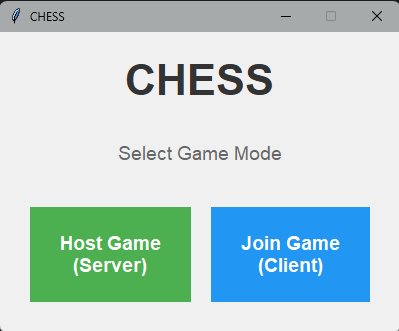 CHESS
CHESS
Select Game Mode
Host Game
(Server)
Join Game
(Client)